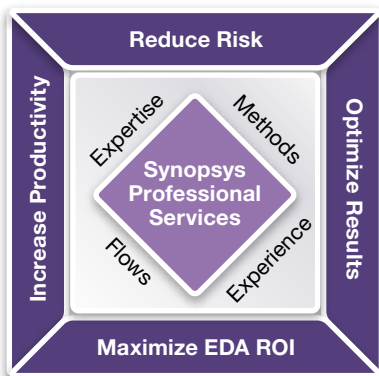 Reduce Risk
Increase Productivity
Expertise
Methods
Synopsys
Professional
Services
Flows
Experience
Optimize Results
Maximize EDA ROI